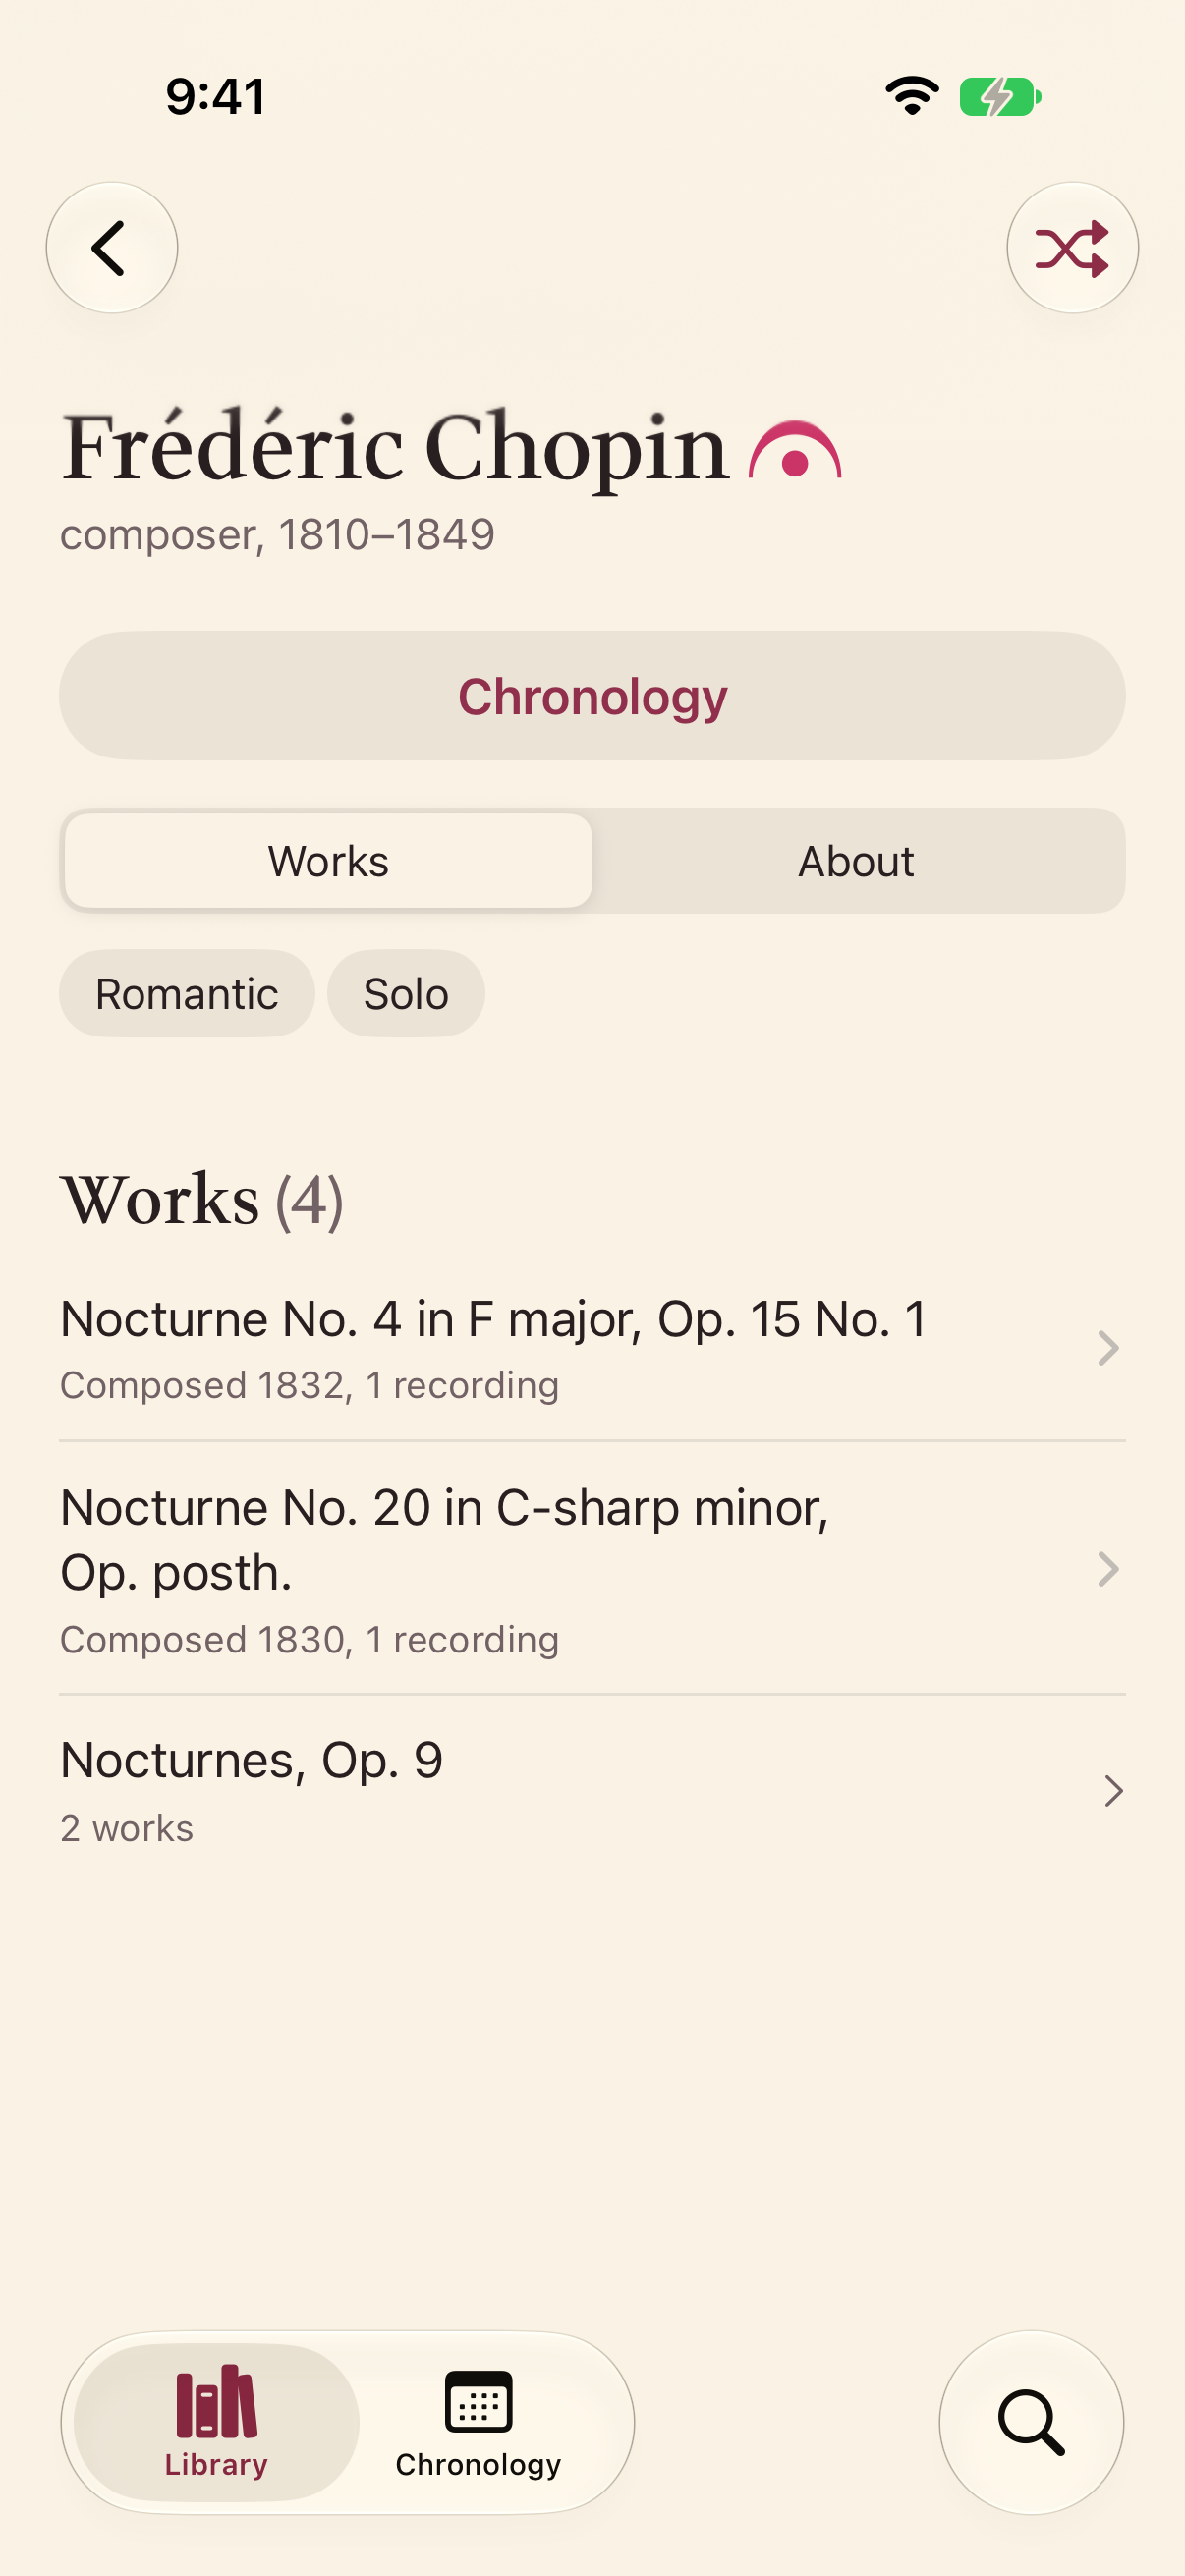 9:41
Frédéric Chopin
composer, 1810–1849
Chronology
Works
About
Romantic
Solo
Works (4)
Nocturne No. 4 in F major, Op. 15 No. 1
Composed 1832, 1 recording
Nocturne No. 20 in C-sharp minor,
Op. posth.
Composed 1830, 1 recording
Nocturnes, Op. 9
2 works
Library
Chronology